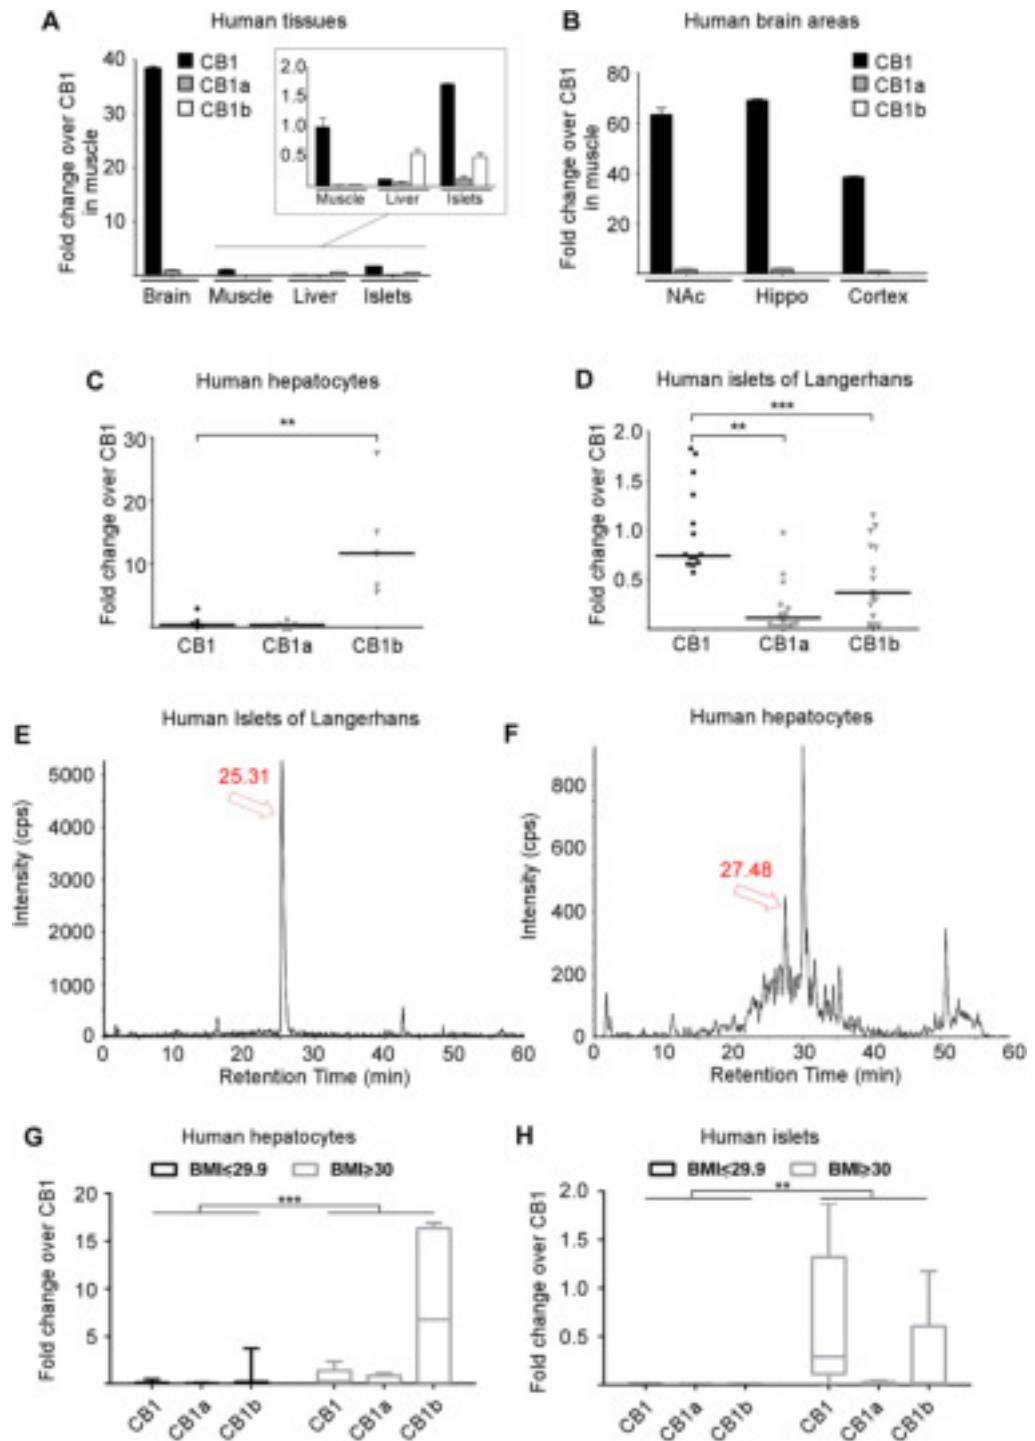 A Human tissues
Fold change over CB1
in muscle
40
30
20
10
CB1
CB1a
CB1b
2.0
1.5
1.0
0.5
Muscle Liver Islets
Brain Muscle Liver Islets
B Human brain areas
Fold change over CB1
in muscle
80
60
40
20
CB1
CB1a
CB1b
NAc Hippo Cortex
C Human hepatocytes
Fold change over CB1
30
20
10
**
CB1 CB1a CB1b
D Human islets of Langerhans
Fold change over CB1
2.0
1.5
1.0
0.5
***
**
CB1 CB1a CB1b
E Human Islets of Langerhans
Intensity (cps)
5000
4000
3000
2000
1000
0
25.31
0 10 20 30 40 50 60
Retention Time (min)
F Human hepatocytes
Intensity (cps)
800
600
400
200
0
27.48
0 10 20 30 40 50 60
Retention Time (min)
G Human hepatocytes
BMI≤29.9 BMI≥30
Fold change over CB1
20
15
10
5
***
CB1 CB1a CB1b CB1 CB1a CB1b
H Human islets
BMI≤29.9 BMI≥30
Fold change over CB1
2.0
1.5
1.0
0.5
**
CB1 CB1a CB1b CB1 CB1a CB1b